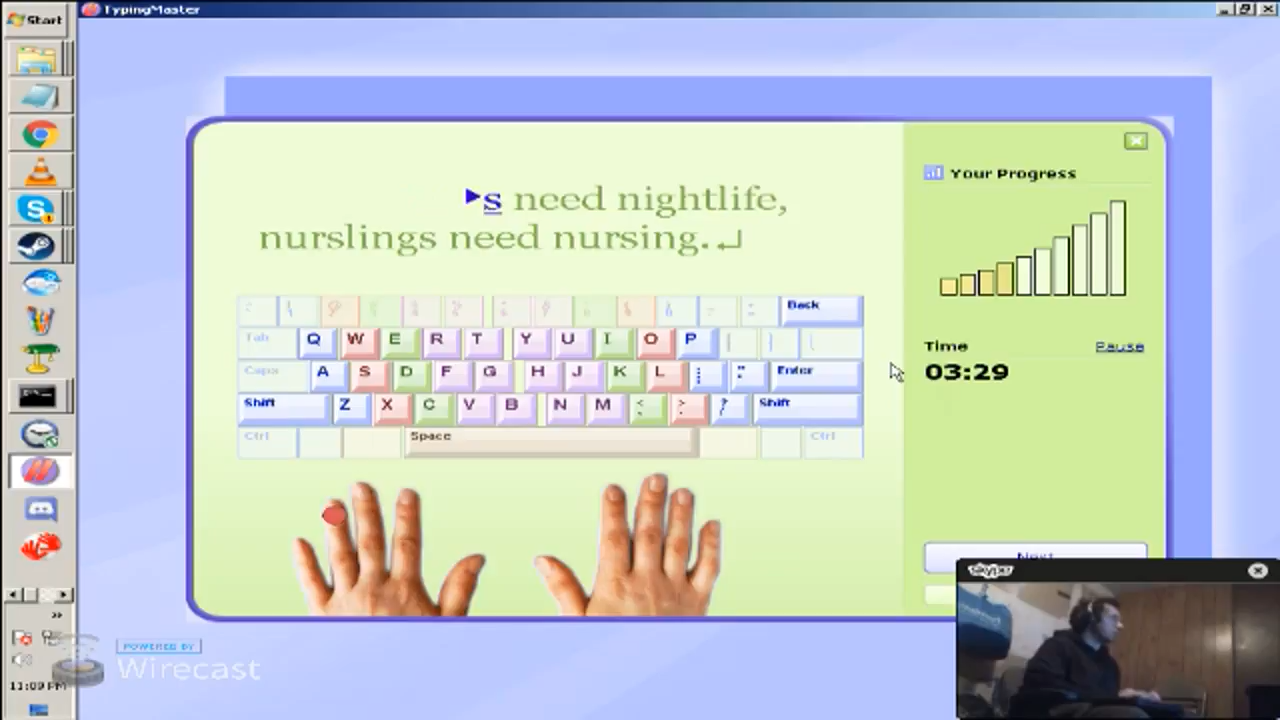 Start
TypingMaster
s need nightlife,
nurslings need nursing.
Your Progress
Time
Pause
03:29
Back
Tab
Q W E R T Y U I O P
Caps
A S D F G H J K L
Enter
Shift
Z X C V B N M
Shift
Ctrl
Space
Ctrl
Next
skype
POWERED BY
Wirecast
11:09 PM